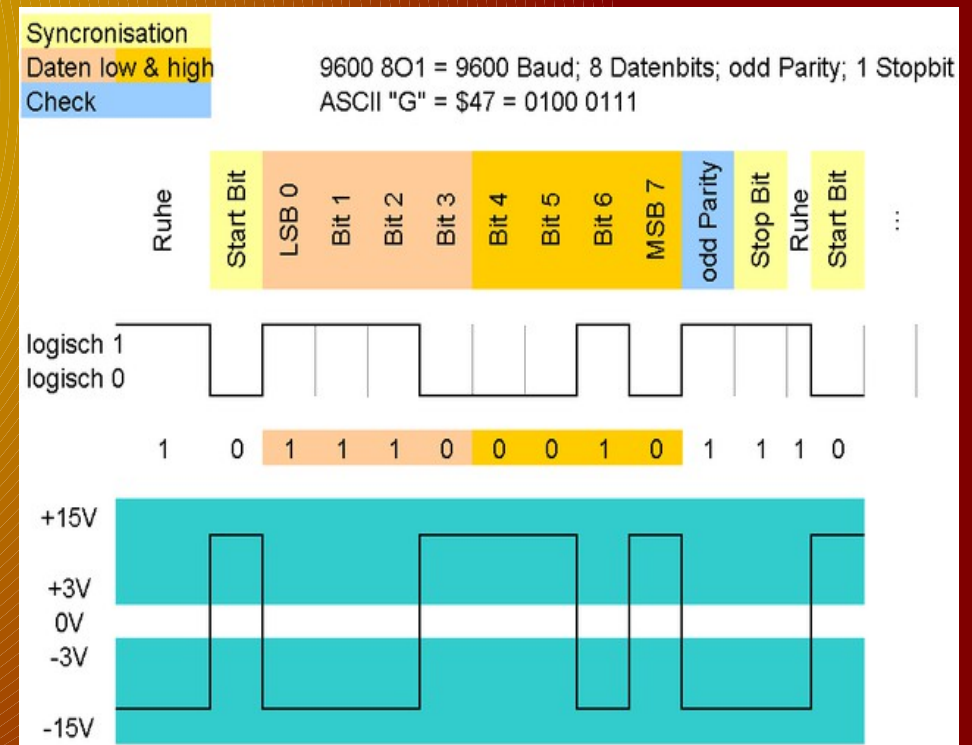 Syncronisation
Daten low & high
9600 8O1 = 9600 Baud; 8 Datenbits; odd Parity; 1 Stopbit
Check
ASCII "G" = $47 = 0100 0111
Ruhe
Start Bit
LSB 0
Bit 1
Bit 2
Bit 3
Bit 4
Bit 5
Bit 6
MSB 7
odd Parity
Stop Bit
Ruhe
Start Bit
...
logisch 1
logisch 0
1 0 1 1 1 0 0 0 1 0 1 1 1 0
+15V
+3V
0V
-3V
-15V